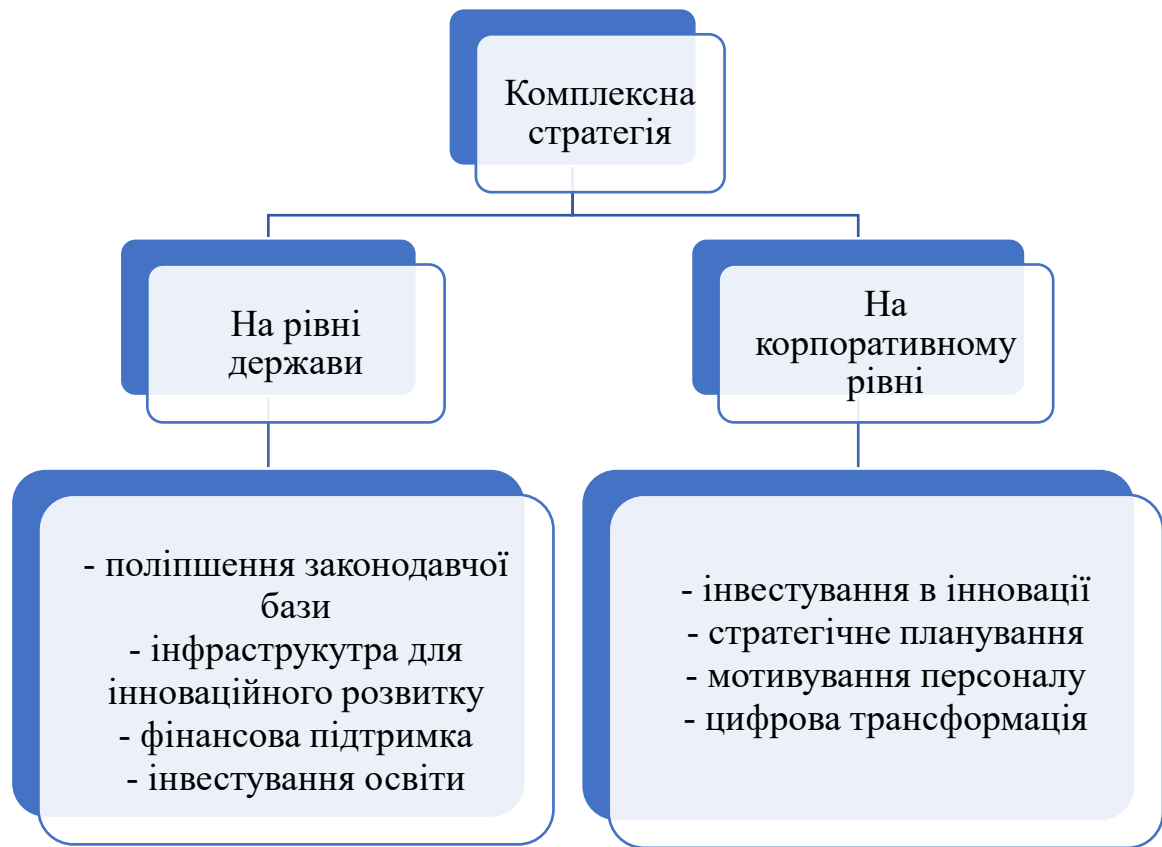 Комплексна
стратегія
На рівні
держави
На
корпоративному
рівні
- поліпшення законодавчої
бази
- інфраструкутра для
інноваційного розвитку
- фінансова підтримка
- інвестування освіти
- інвестування в інновації
- стратегічне планування
- мотивування персоналу
- цифрова трансформація